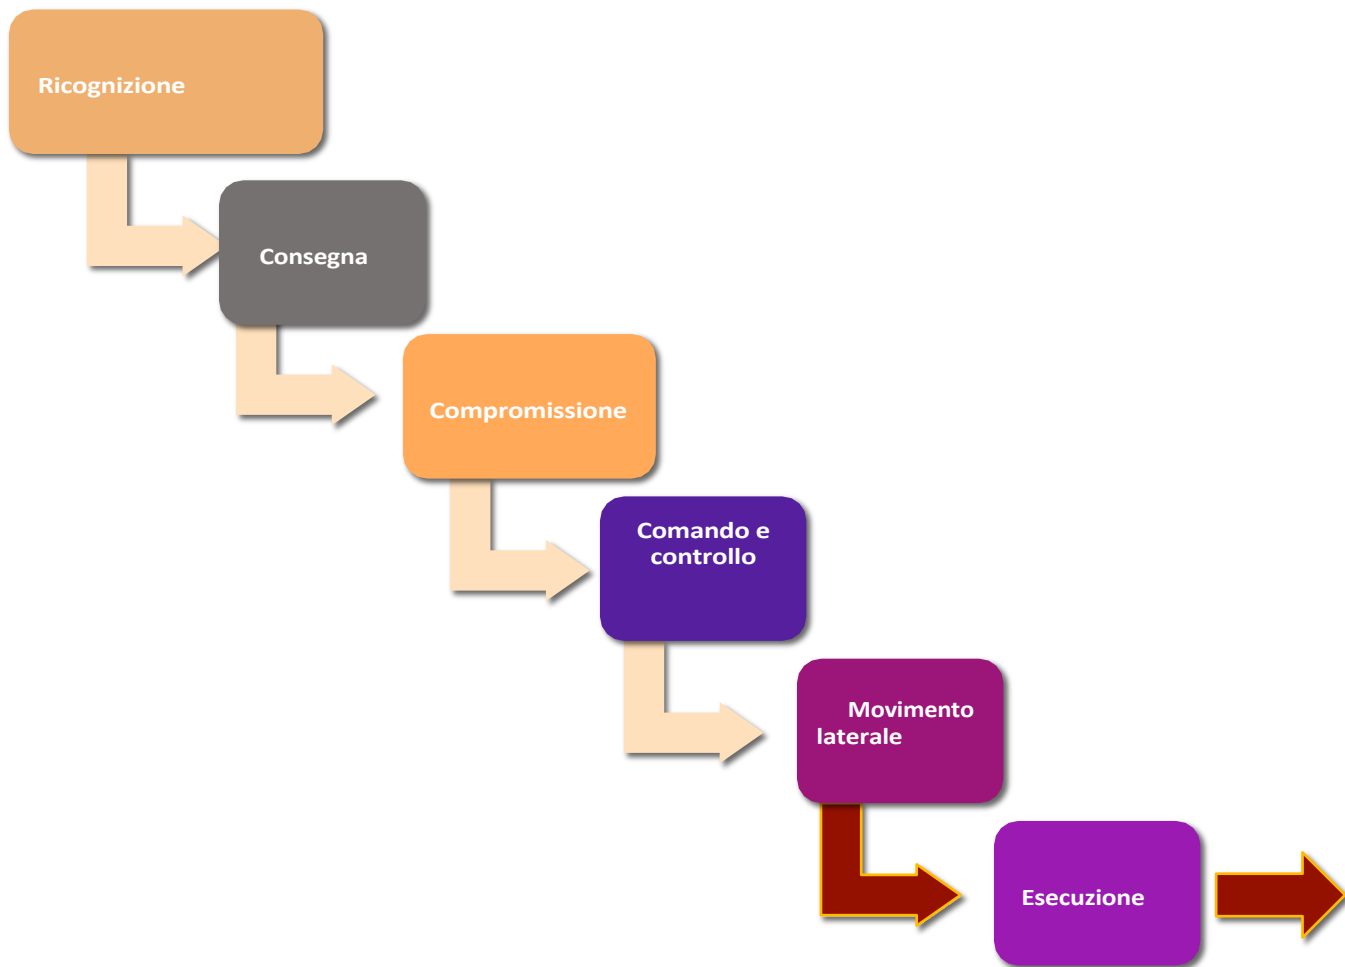 Ricognizione
Consegna
Compromissione
Comando e
controllo
Movimento
laterale
Esecuzione